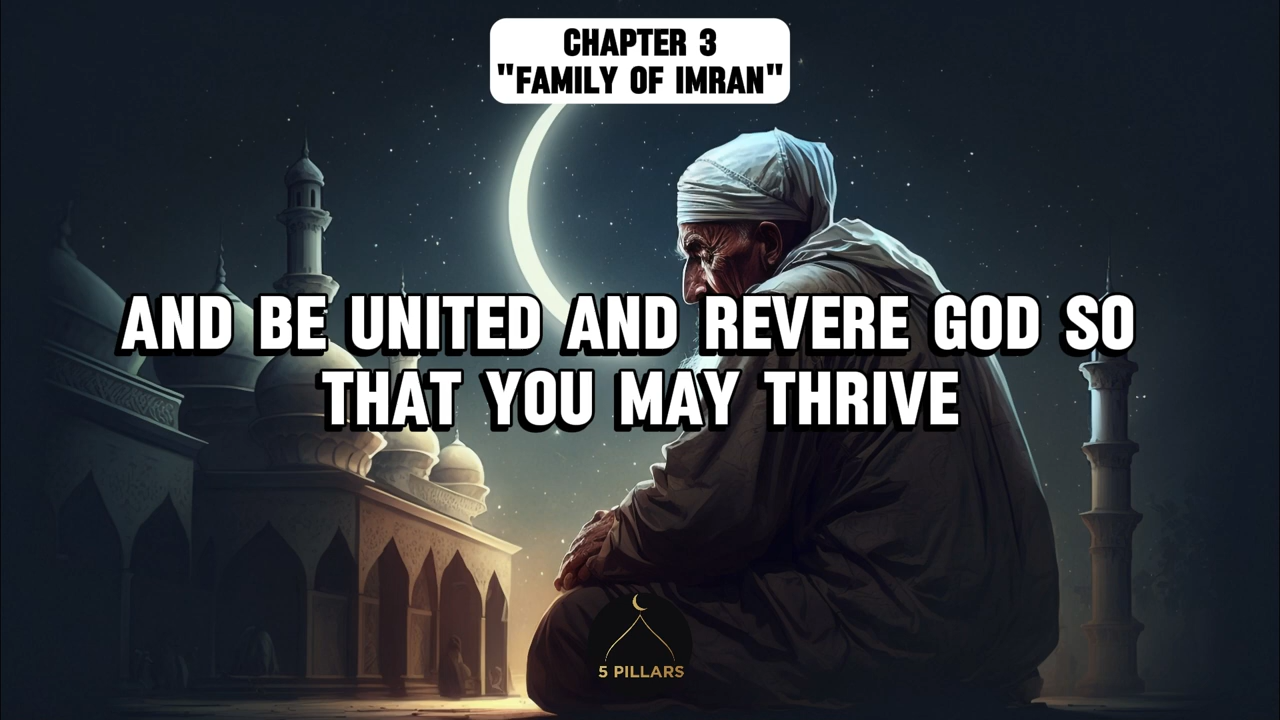 CHAPTER 3
"FAMILY OF IMRAN"
AND BE UNITED AND REVERE GOD SO
THAT YOU MAY THRIVE
5 PILLARS